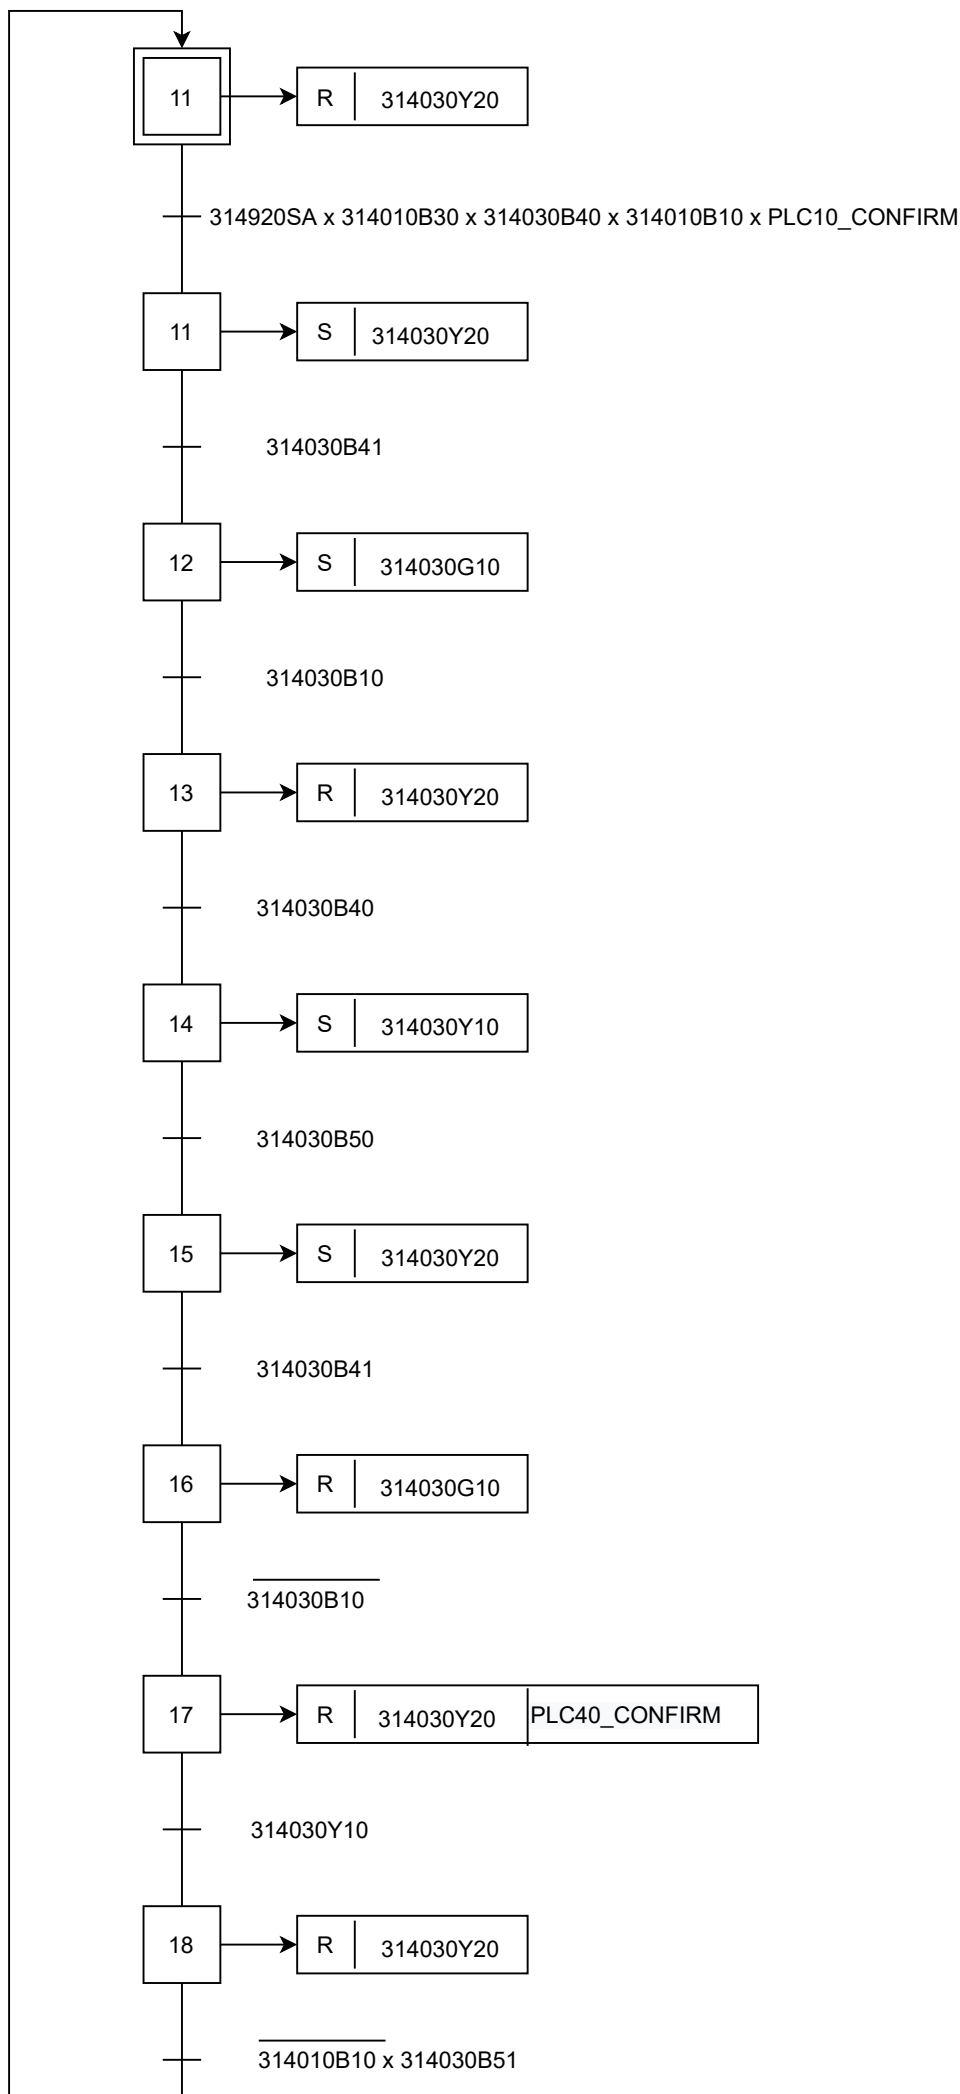 11
R 314030Y20
314920SA x 314010B30 x 314030B40 x 314010B10 x PLC10_CONFIRM
11
S 314030Y20
314030B41
12
S 314030G10
314030B10
13
R 314030Y20
314030B40
14
S 314030Y10
314030B50
15
S 314030Y20
314030B41
16
R 314030G10
314030B10
17
R 314030Y20 PLC40_CONFIRM
314030Y10
18
R 314030Y20
314010B10 x 314030B51